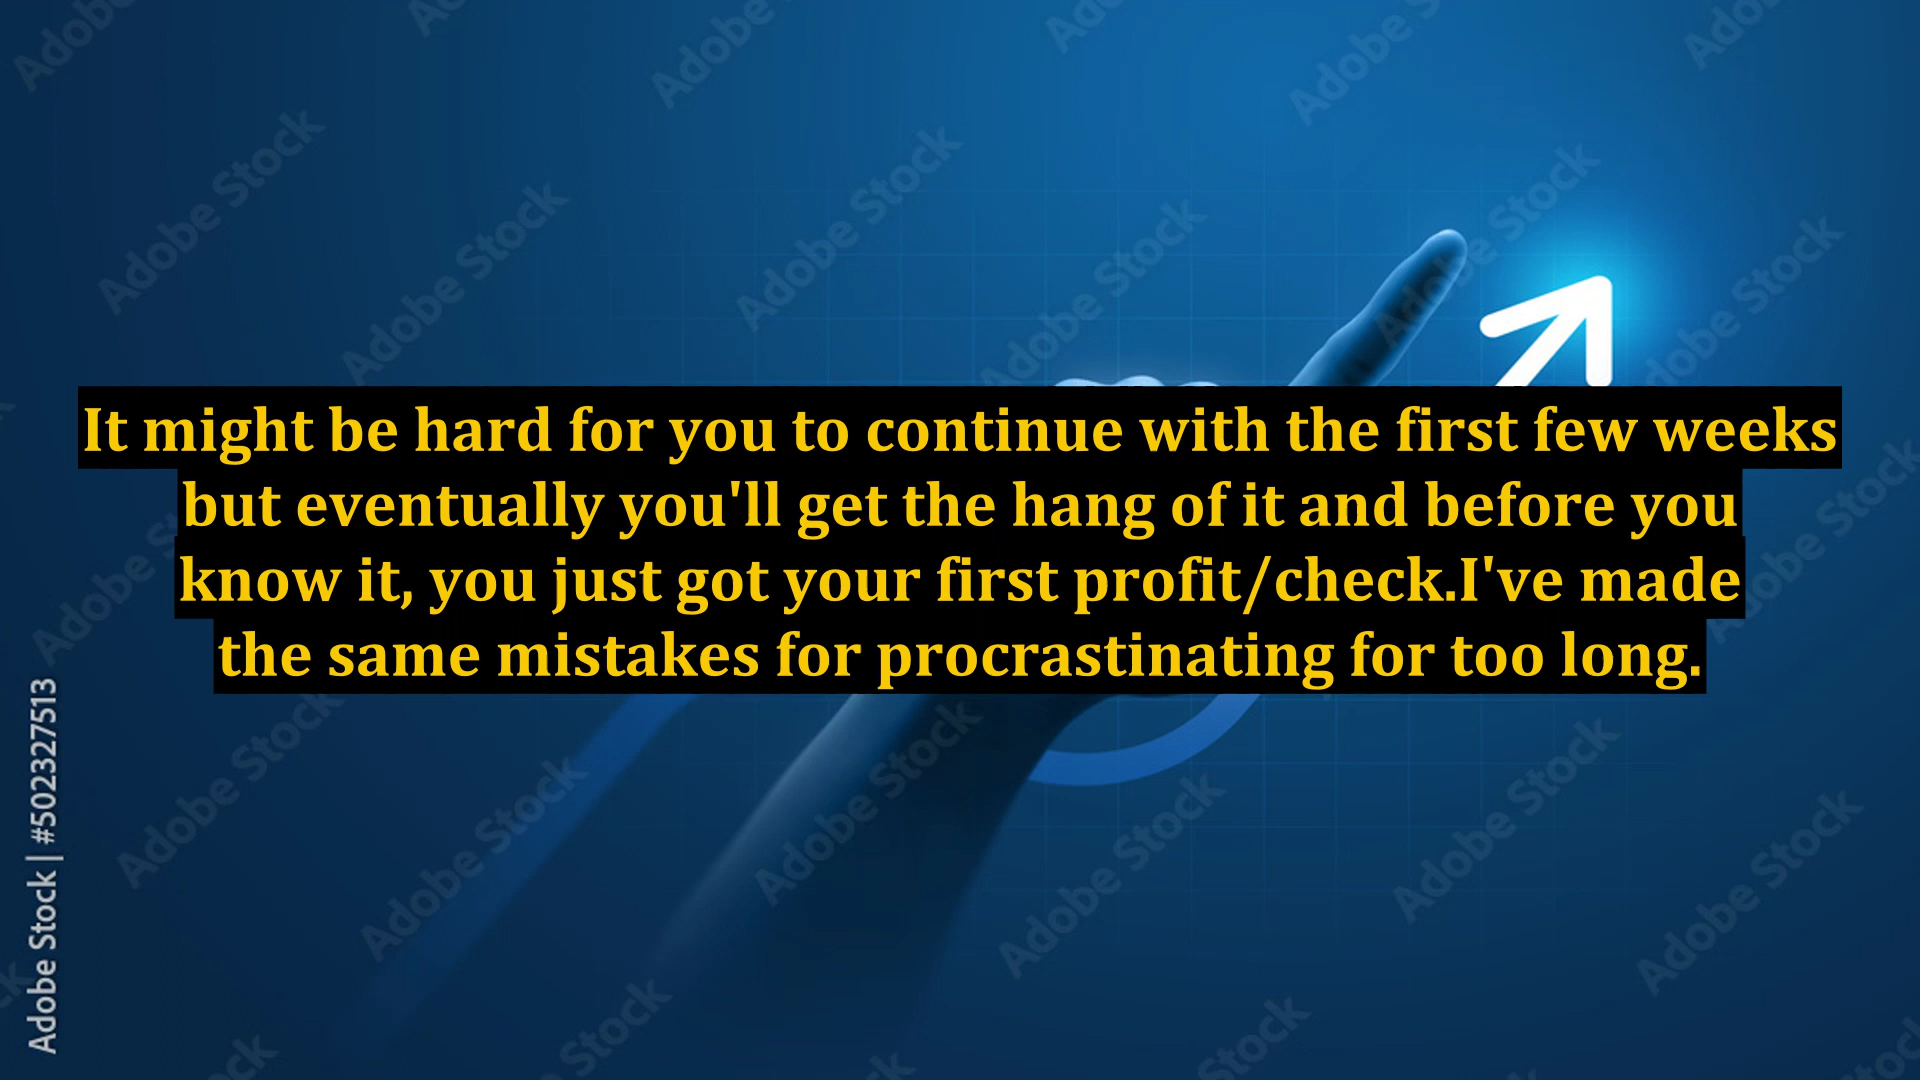 It might be hard for you to continue with the first few weeks
but eventually you'll get the hang of it and before you
know it, you just got your first profit/check.I've made
the same mistakes for procrastinating for too long.
Adobe Stock | #502327513
Adobe Stock